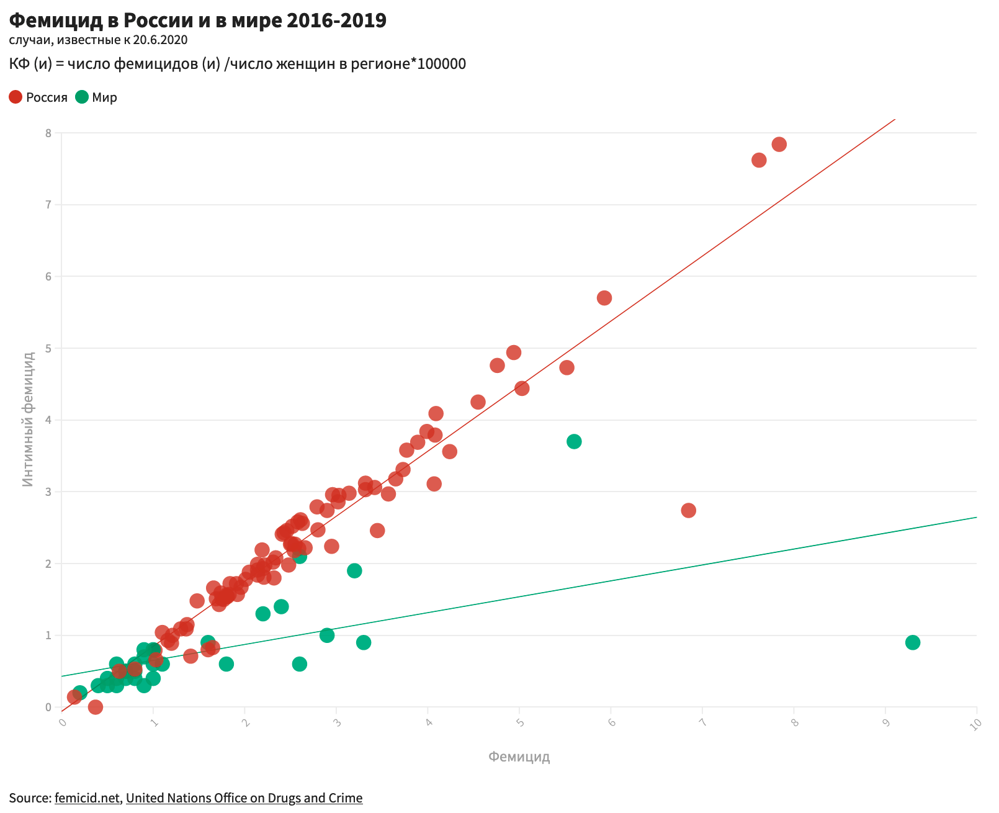 Фемицид в России и в мире 2016-2019
случаи, известные к 20.6.2020
КФ (и) = число фемицидов (и) /число женщин в регионе*100000
Россия Мир
8
7
6
5
4
3
2
1
0
Интимный фемицид
0 1 2 3 4 5 6 7 8 9 10
Фемицид
Source: femicid.net, United Nations Office on Drugs and Crime